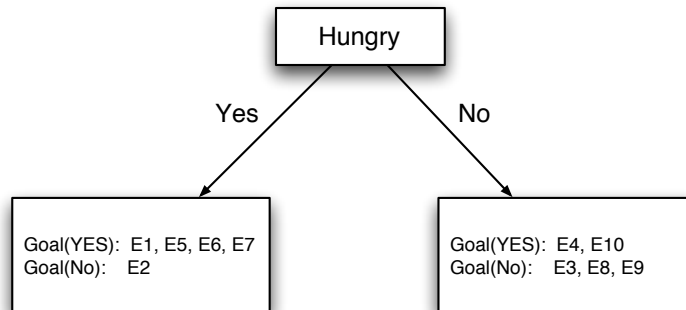 Hungry
Yes
No
Goal(YES): E1, E5, E6, E7
Goal(No): E2
Goal(YES): E4, E10
Goal(No): E3, E8, E9